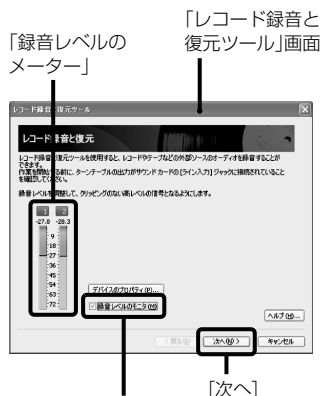 「レコード録音と
復元ツール」画面
「録音レベルの
メーター」
レコード録音と復元ツール
レコード録音と復元
レコード録音と復元ツールを使用すると、レコードやテープなどの外部ソースのオーディオを録音することが
できます。
作業を開始する前に、ターンテーブルの出力がサウンド カードの [ライン入力] ジャックに接続されていること
を確認してください。
録音レベルを調整して、クリッピングのない高レベルの信号となるようにします。
1 2
-27.8 -28.3
9
18
27
36
45
54
63
72
デバイスのプロパティ(P)...
録音レベルのモニタ(M)
ヘルプ(H)...
< 戻る(B)
次へ(N) >
キャンセル
[次へ]